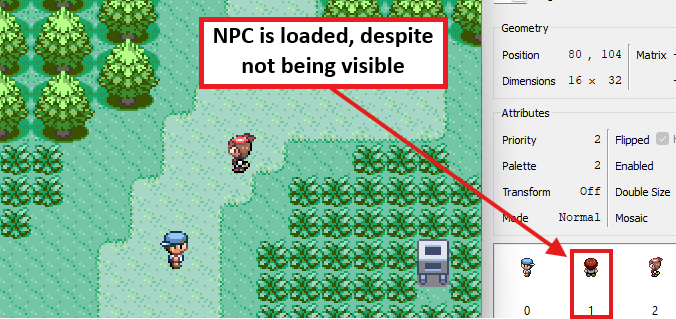 NPC is loaded, despite
not being visible
Geometry
Position 80 , 104 Matrix
Dimensions 16 × 32
Attributes
Priority 2 Flipped
Palette 2 Enabled
Transform Off Double Size
Mode Normal Mosaic
0 1 2